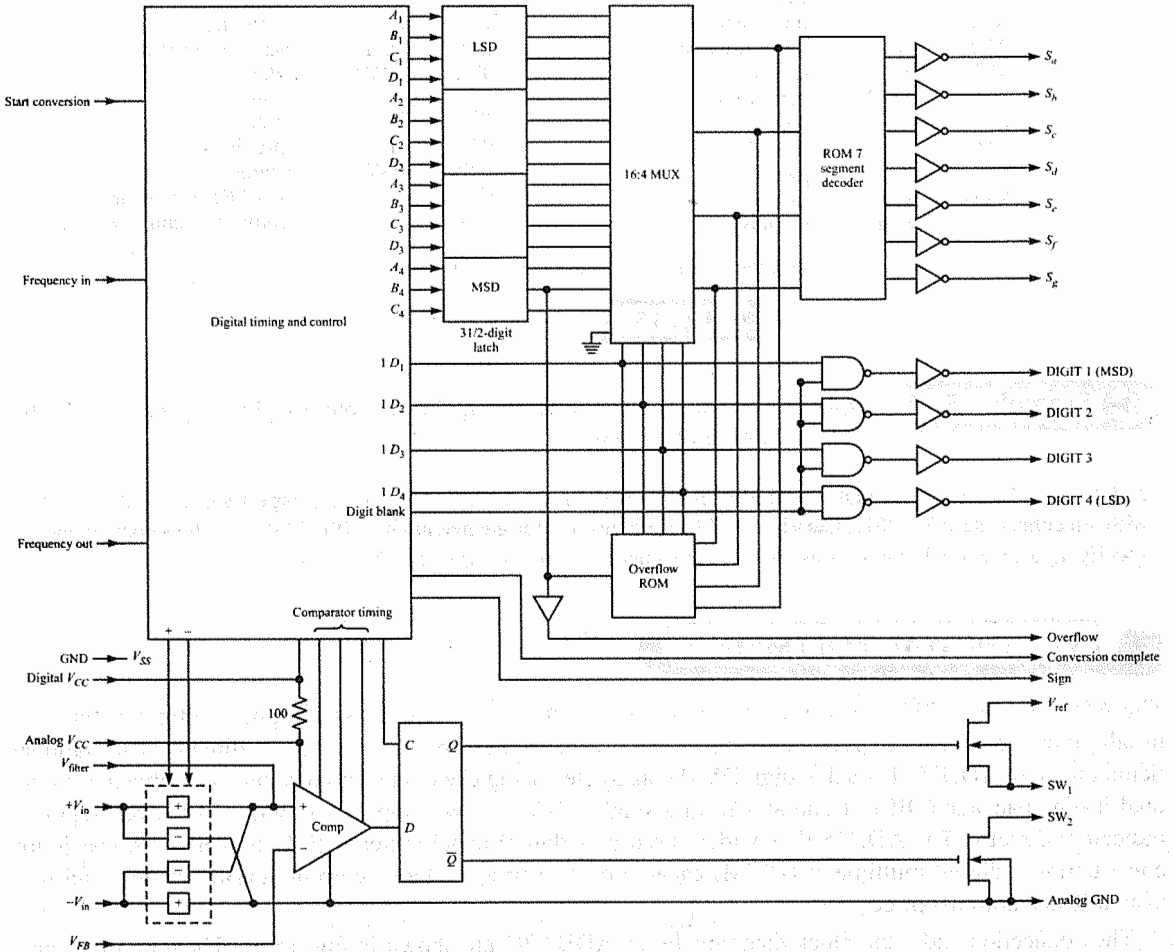 A1
B1
C1
D1
A2
B2
C2
D2
A3
B3
C3
D3
A4
B4
C4
LSD
MSD
31/2-digit
latch
16:4 MUX
ROM 7
segment
decoder
Sa
Sb
Sc
Sd
Se
Sf
Sg
Start conversion
Frequency in
Digital timing and control
1 D1
1 D2
1 D3
1 D4
Digit blank
DIGIT 1 (MSD)
DIGIT 2
DIGIT 3
DIGIT 4 (LSD)
Frequency out
Overflow
ROM
Comparator timing
+ −
Overflow
Conversion complete
Sign
GND
VSS
Digital VCC
100
Analog VCC
Vfilter
+Vin
−Vin
VFB
+
−
−
+
+
Comp
C
Q
D
Q̅
Vref
SW1
SW2
Analog GND